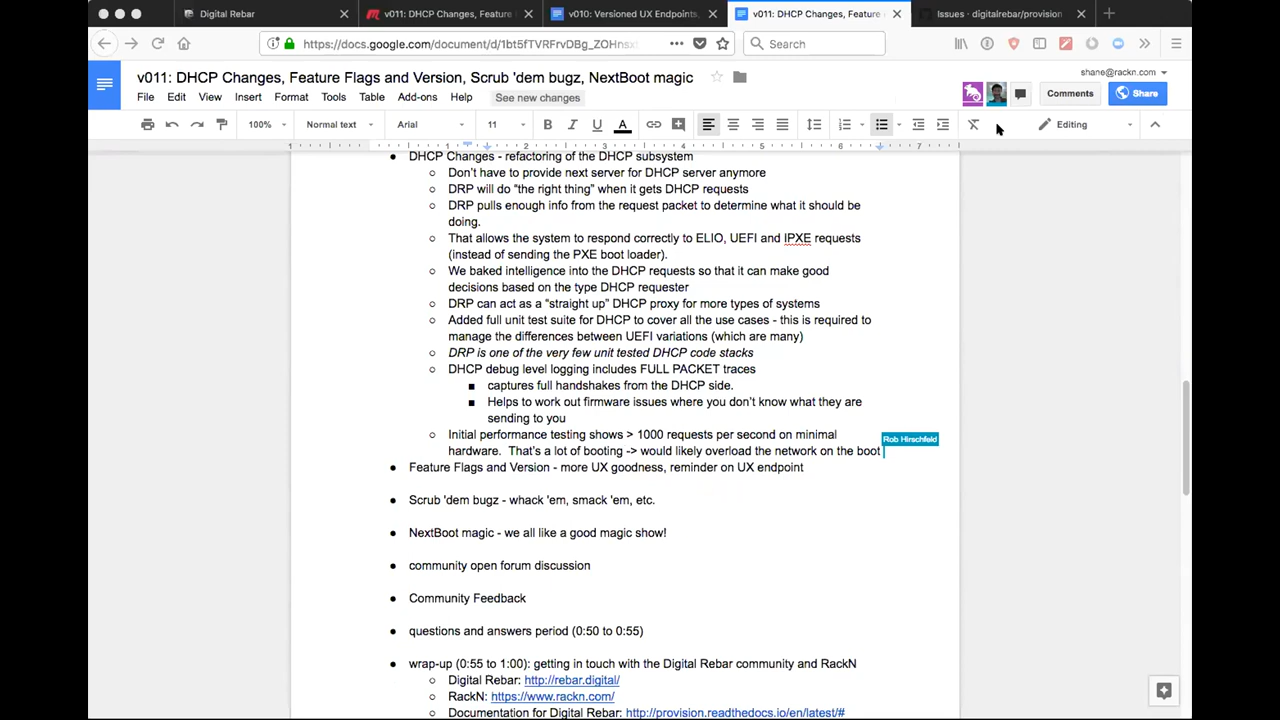 Digital Rebar
v011: DHCP Changes, Feature
v010: Versioned UX Endpoints,
v011: DHCP Changes, Feature
Issues · digitalrebar/provision
https://docs.google.com/document/d/1bt5fTVRFrvDBg_ZOHnsx
Search
v011: DHCP Changes, Feature Flags and Version, Scrub 'dem bugz, NextBoot magic
shane@rackn.com
File Edit View Insert Format Tools Table Add-ons Help See new changes
Comments
Share
100% Normal text Arial 11 Editing
1 1 2 3 4 5 6 7
DHCP Changes - refactoring of the DHCP subsystem
Don't have to provide next server for DHCP server anymore
DRP will do "the right thing" when it gets DHCP requests
DRP pulls enough info from the request packet to determine what it should be
doing.
That allows the system to respond correctly to ELIO, UEFI and IPXE requests
(instead of sending the PXE boot loader).
We baked intelligence into the DHCP requests so that it can make good
decisions based on the type DHCP requester
DRP can act as a "straight up" DHCP proxy for more types of systems
Added full unit test suite for DHCP to cover all the use cases - this is required to
manage the differences between UEFI variations (which are many)
DRP is one of the very few unit tested DHCP code stacks
DHCP debug level logging includes FULL PACKET traces
captures full handshakes from the DHCP side.
Helps to work out firmware issues where you don't know what they are
sending to you
Initial performance testing shows > 1000 requests per second on minimal
Rob Hirschfeld
hardware. That's a lot of booting -> would likely overload the network on the boot
Feature Flags and Version - more UX goodness, reminder on UX endpoint
Scrub 'dem bugz - whack 'em, smack 'em, etc.
NextBoot magic - we all like a good magic show!
community open forum discussion
Community Feedback
questions and answers period (0:50 to 0:55)
wrap-up (0:55 to 1:00): getting in touch with the Digital Rebar community and RackN
Digital Rebar: http://rebar.digital/
RackN: https://www.rackn.com/
Documentation for Digital Rebar: http://provision.readthedocs.io/en/latest/#